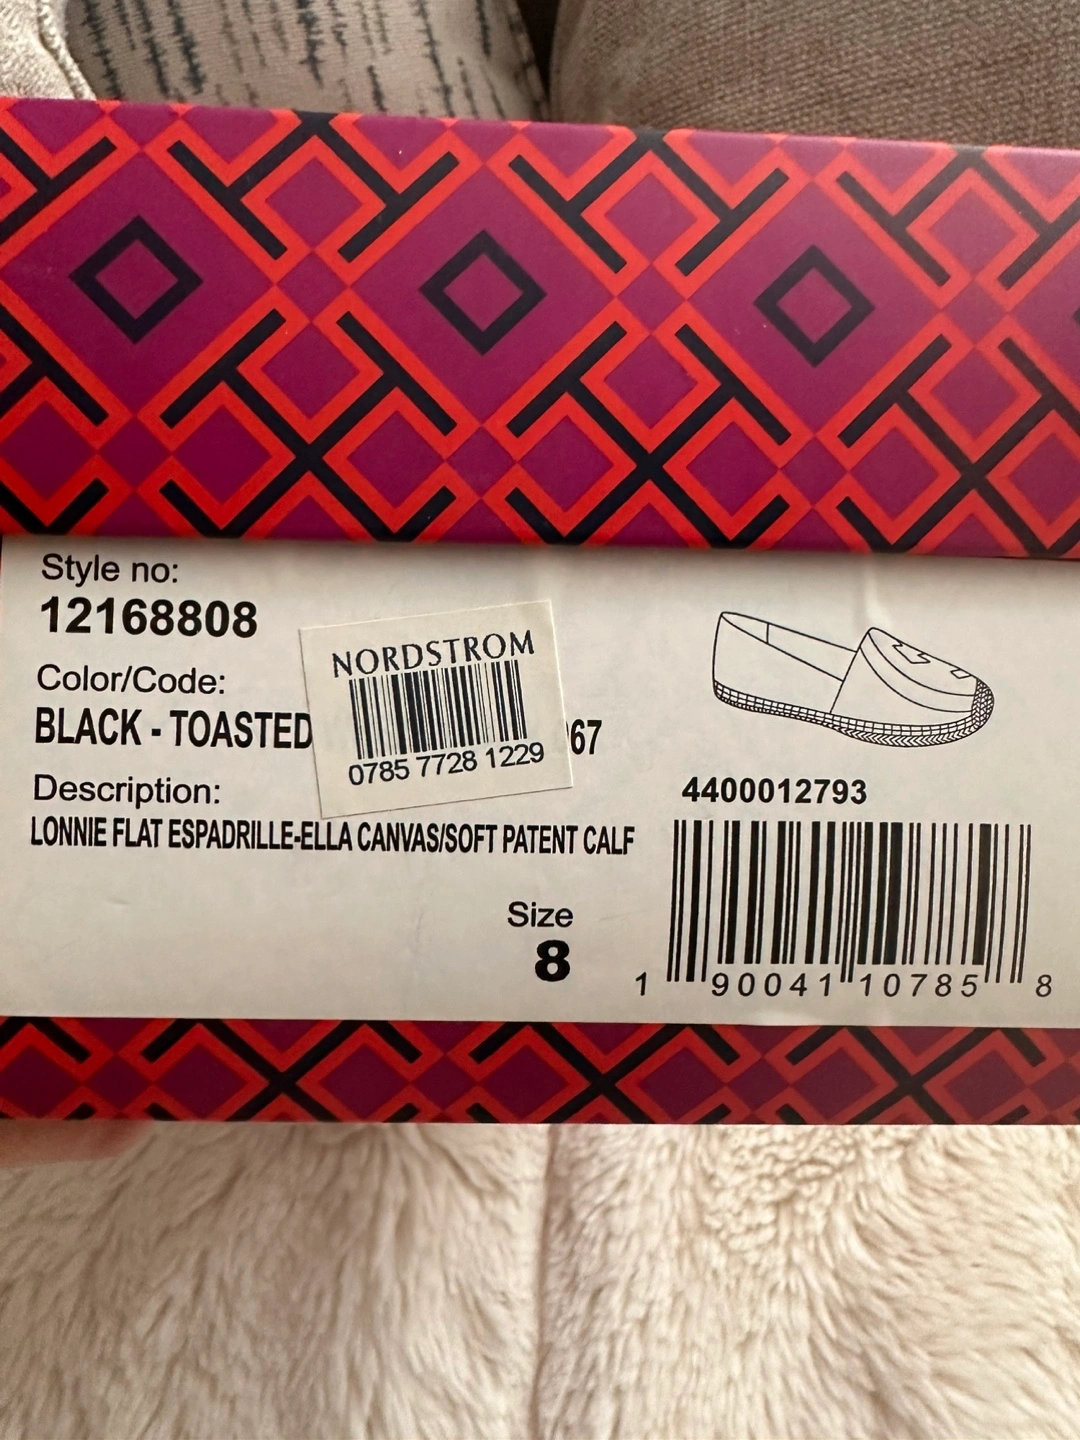 Style no:
12168808
Color/Code:
BLACK - TOASTED
67
Description:
LONNIE FLAT ESPADRILLE-ELLA CANVAS/SOFT PATENT CALF
Size
8
NORDSTROM
0785 7728 1229
4400012793
1 90041 10785 8